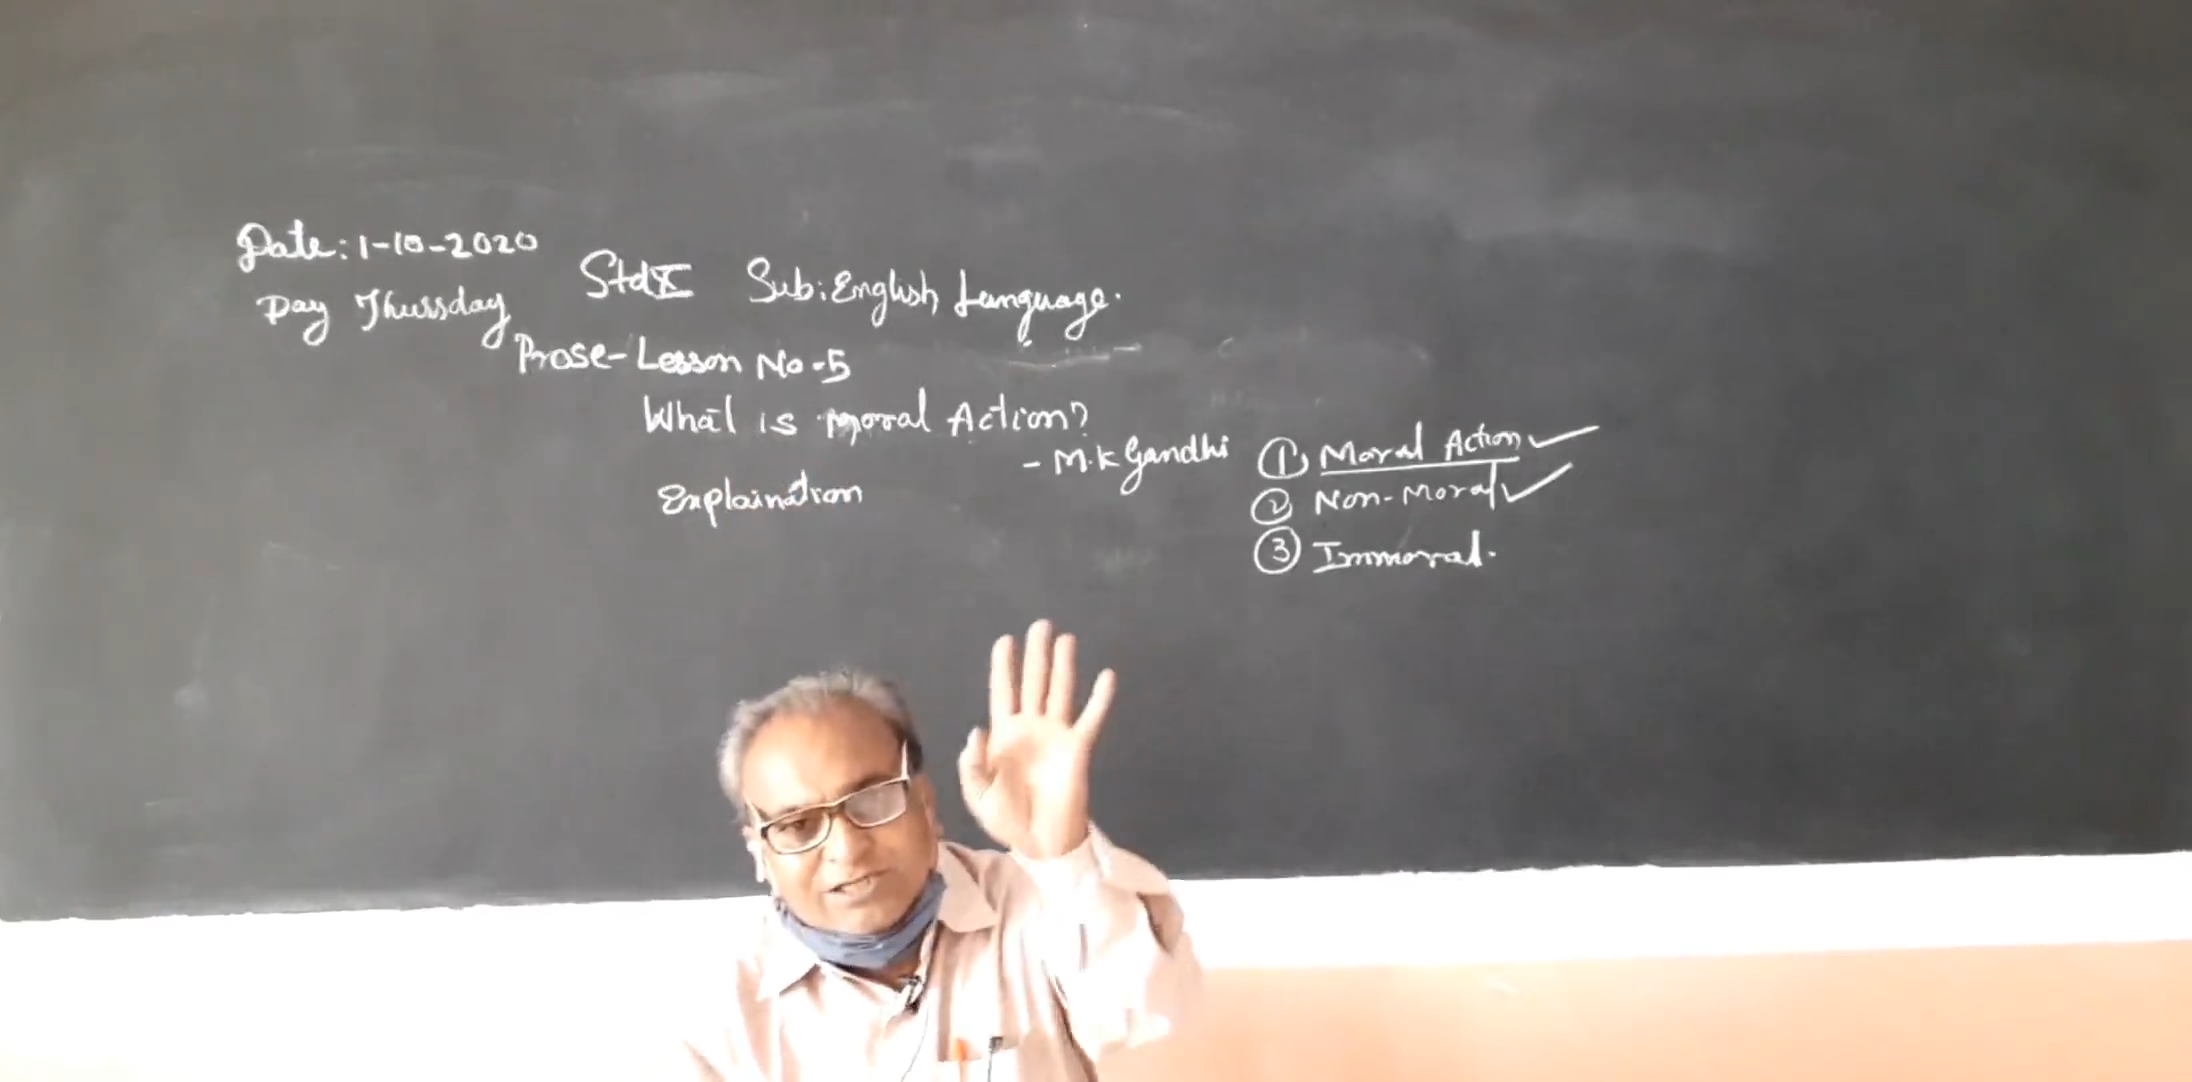 Date: 1-10-2020
Day Thursday
Std X Sub: English Language.
Prose-Lesson No-5
What is Moral Action?
- M.K Gandhi
Explaination
① Moral Action ✓
② Non-Moral ✓
③ Immoral.